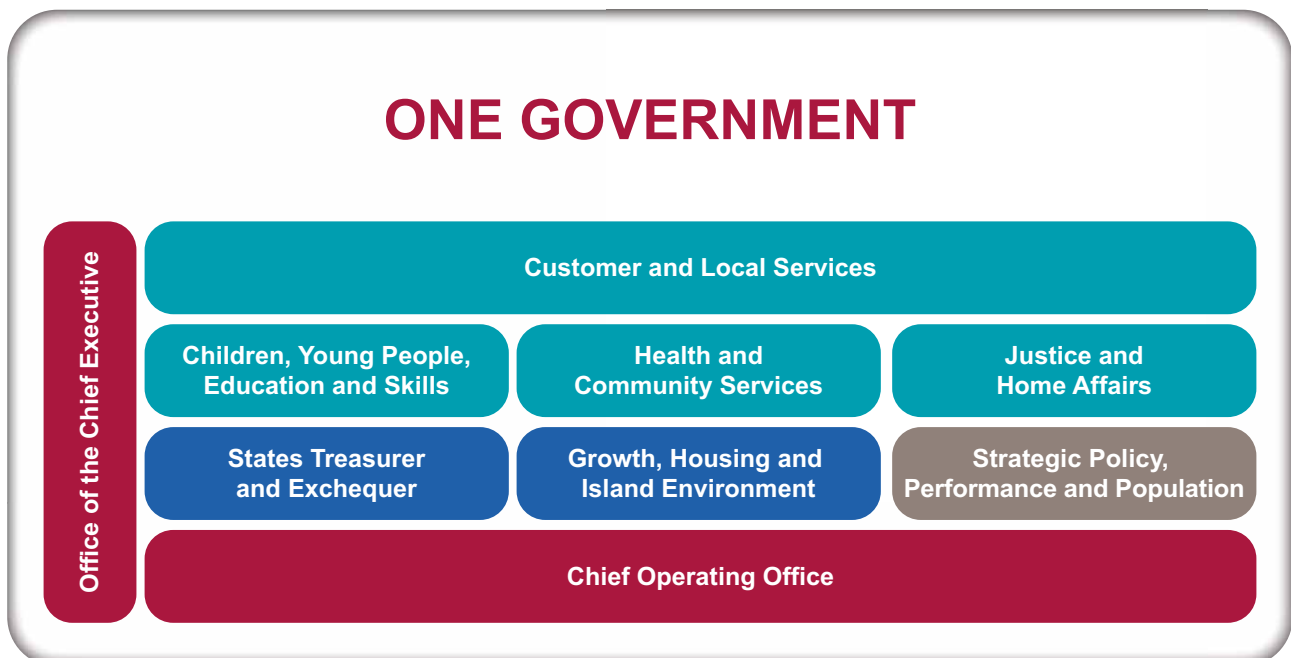 ONE GOVERNMENT
Office of the Chief Executive
Customer and Local Services
Children, Young People,
Education and Skills
Health and
Community Services
Justice and
Home Affairs
States Treasurer
and Exchequer
Growth, Housing and
Island Environment
Strategic Policy,
Performance and Population
Chief Operating Office